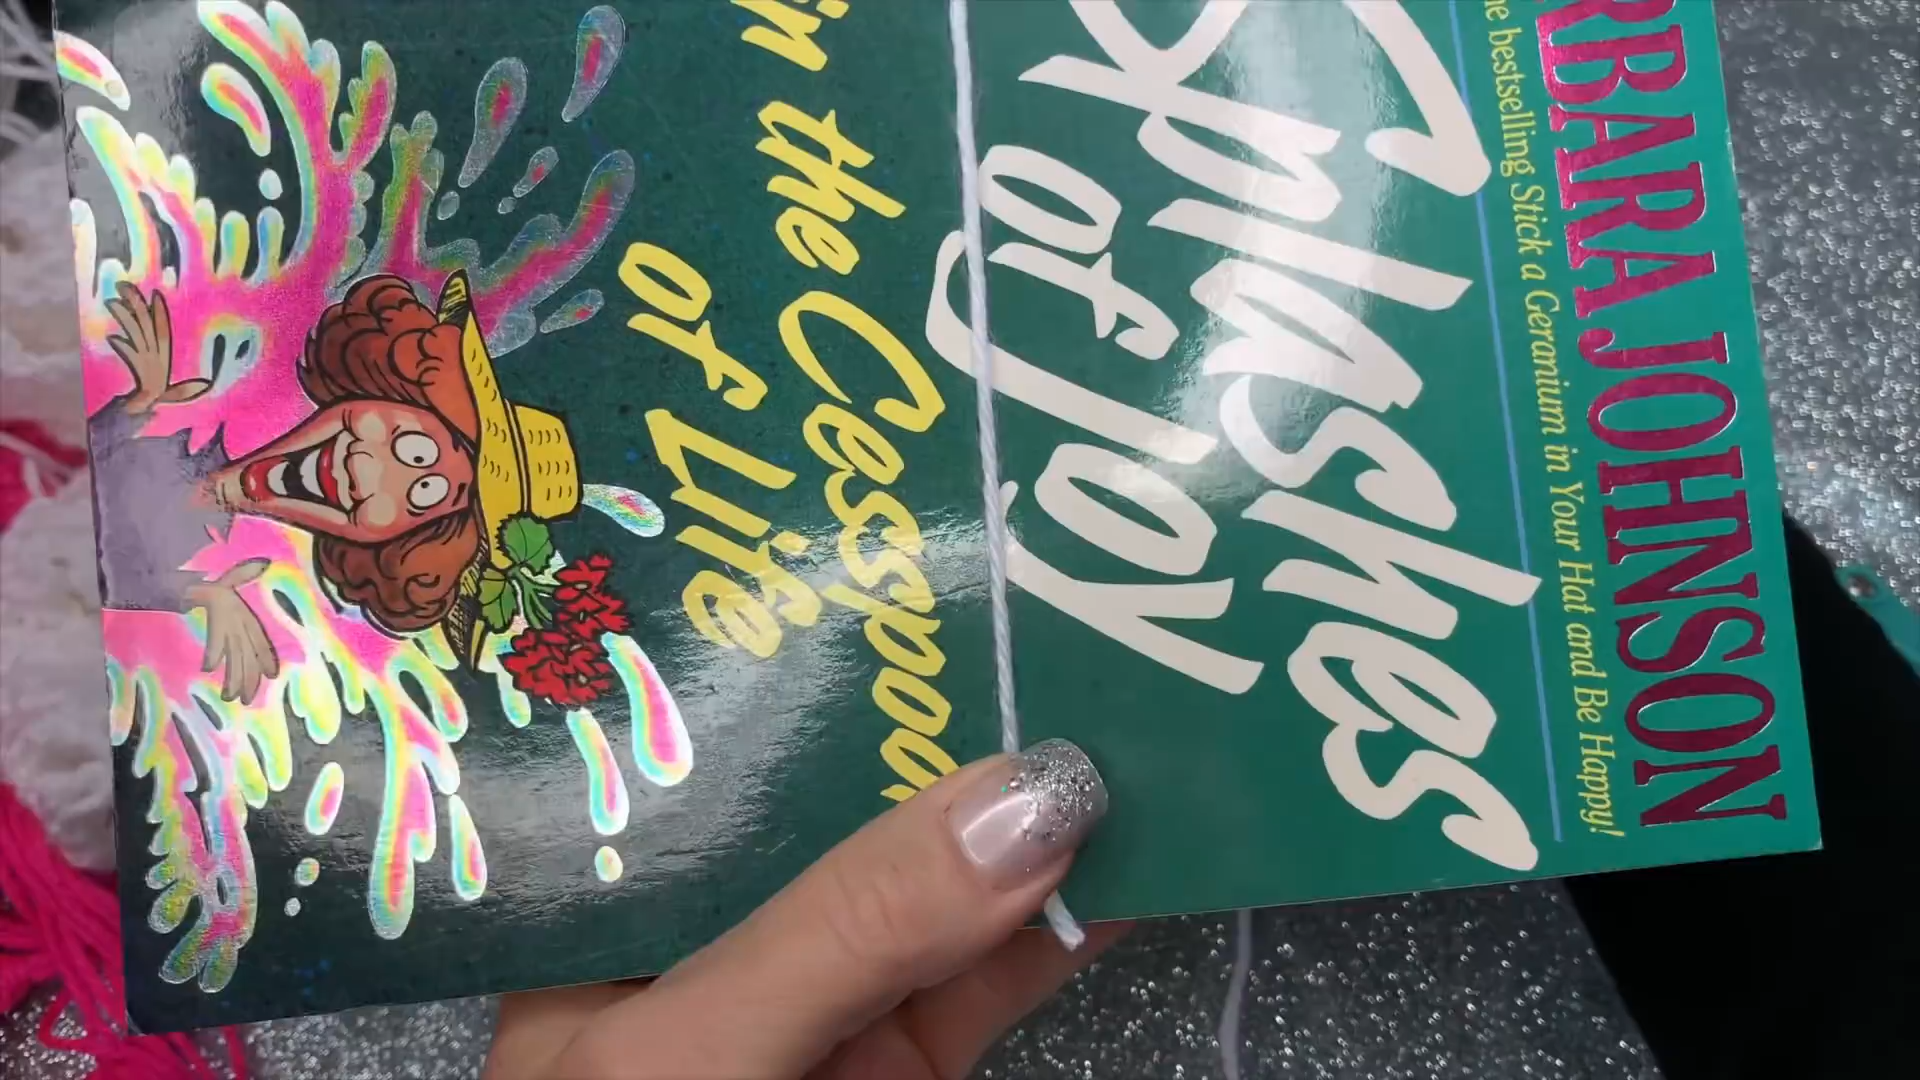 RBARA JOHNSON
he bestselling Stick a Geranium in Your Hat and Be Happy!
Splashes
of Joy
in the Cesspool
of Life